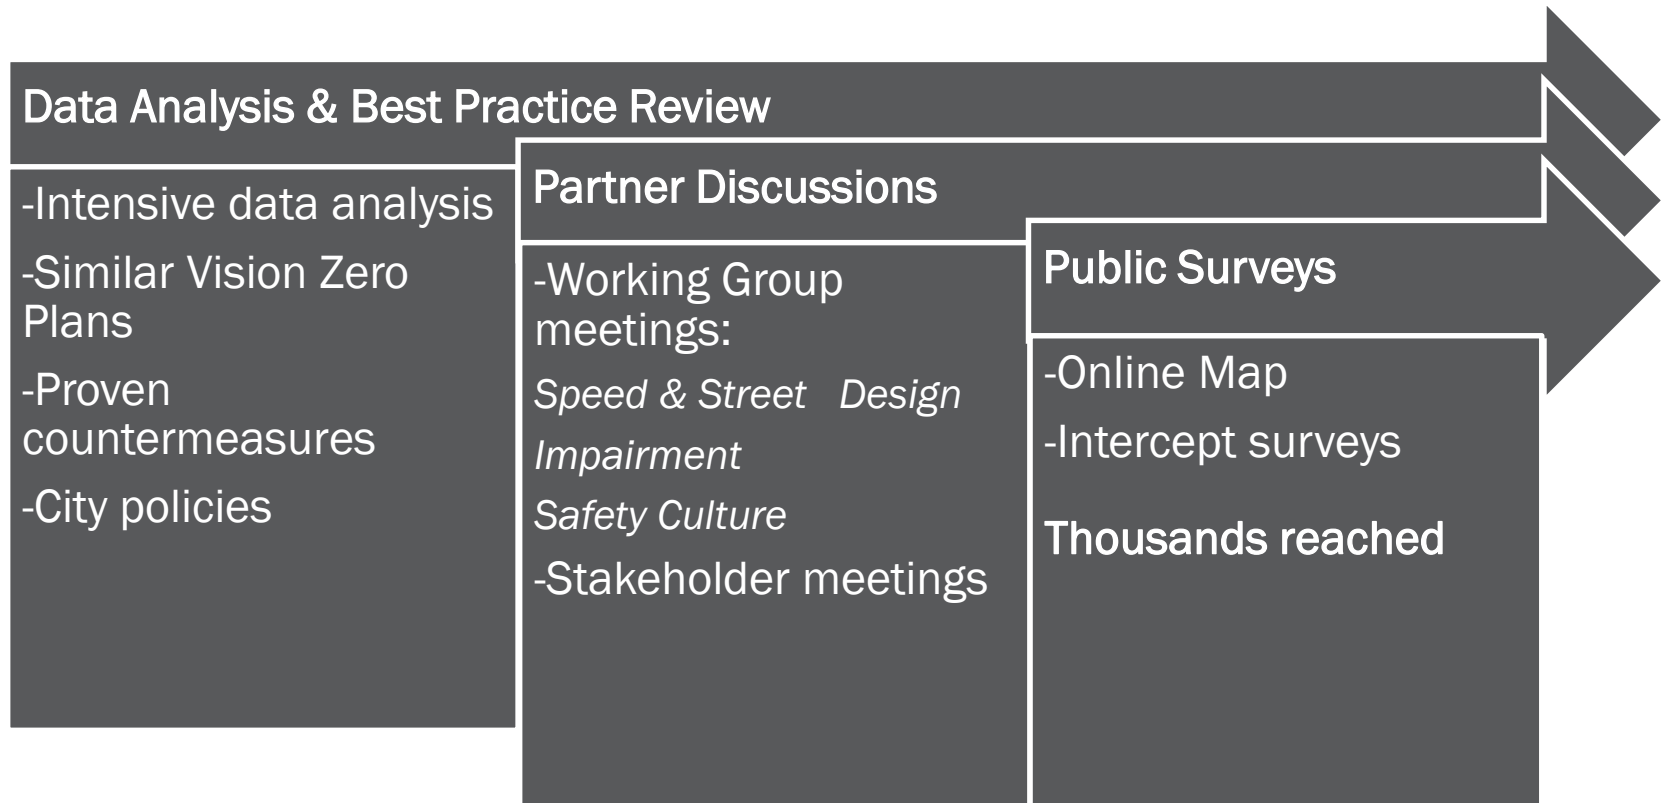 Data Analysis & Best Practice Review
-Intensive data analysis
-Similar Vision Zero
Plans
-Proven
countermeasures
-City policies
Partner Discussions
-Working Group
meetings:
Speed & Street Design
Impairment
Safety Culture
-Stakeholder meetings
Public Surveys
-Online Map
-Intercept surveys
Thousands reached